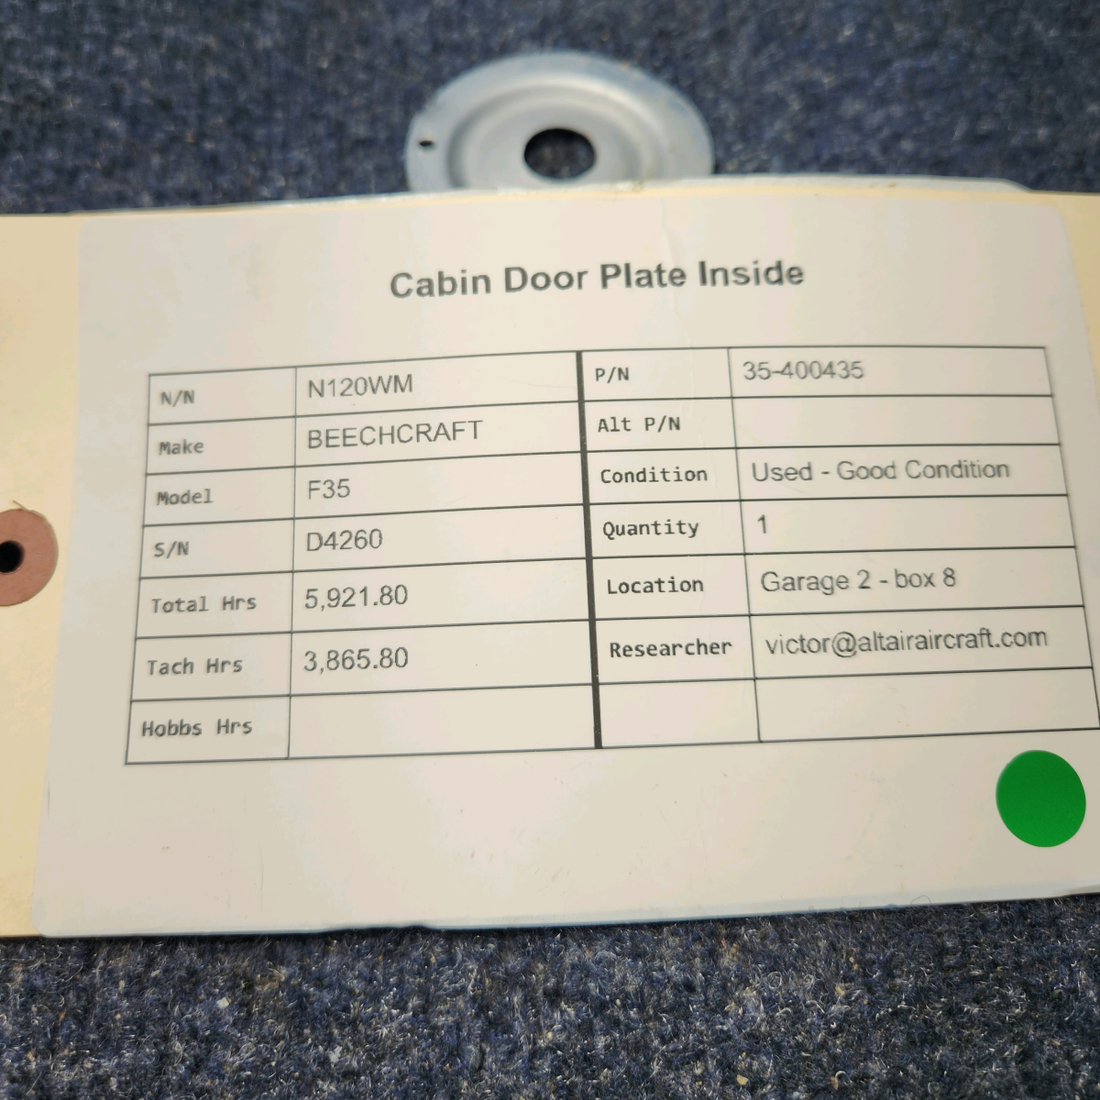 Cabin Door Plate Inside
N/N N120WM P/N 35-400435
Make BEECHCRAFT Alt P/N
Model F35 Condition Used - Good Condition
S/N D4260 Quantity 1
Total Hrs 5,921.80 Location Garage 2 - box 8
Tach Hrs 3,865.80 Researcher victor@altairaircraft.com
Hobbs Hrs